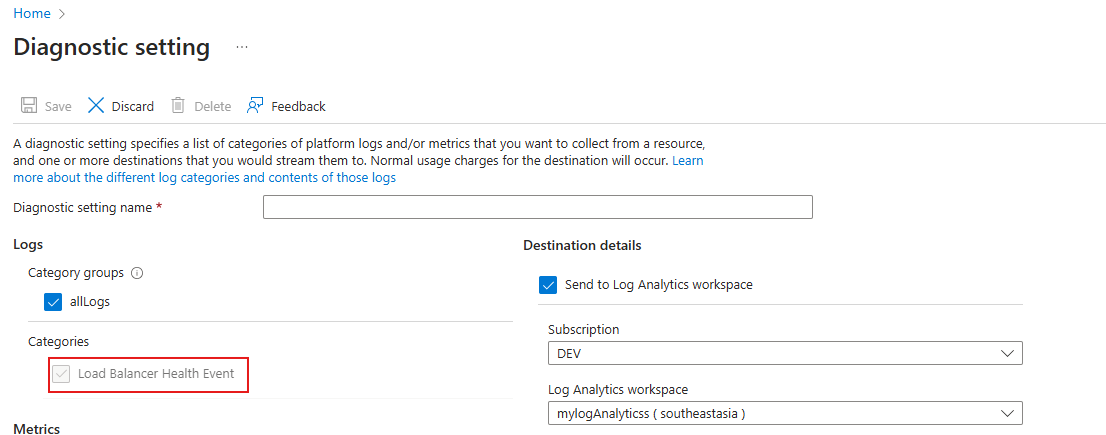 Home
Diagnostic setting
Save Discard Delete Feedback
A diagnostic setting specifies a list of categories of platform logs and/or metrics that you want to collect from a resource,
and one or more destinations that you would stream them to. Normal usage charges for the destination will occur. Learn
more about the different log categories and contents of those logs
Diagnostic setting name *
Logs
Category groups
allLogs
Categories
Load Balancer Health Event
Metrics
Destination details
Send to Log Analytics workspace
Subscription
DEV
Log Analytics workspace
mylogAnalyticss ( southeastasia )